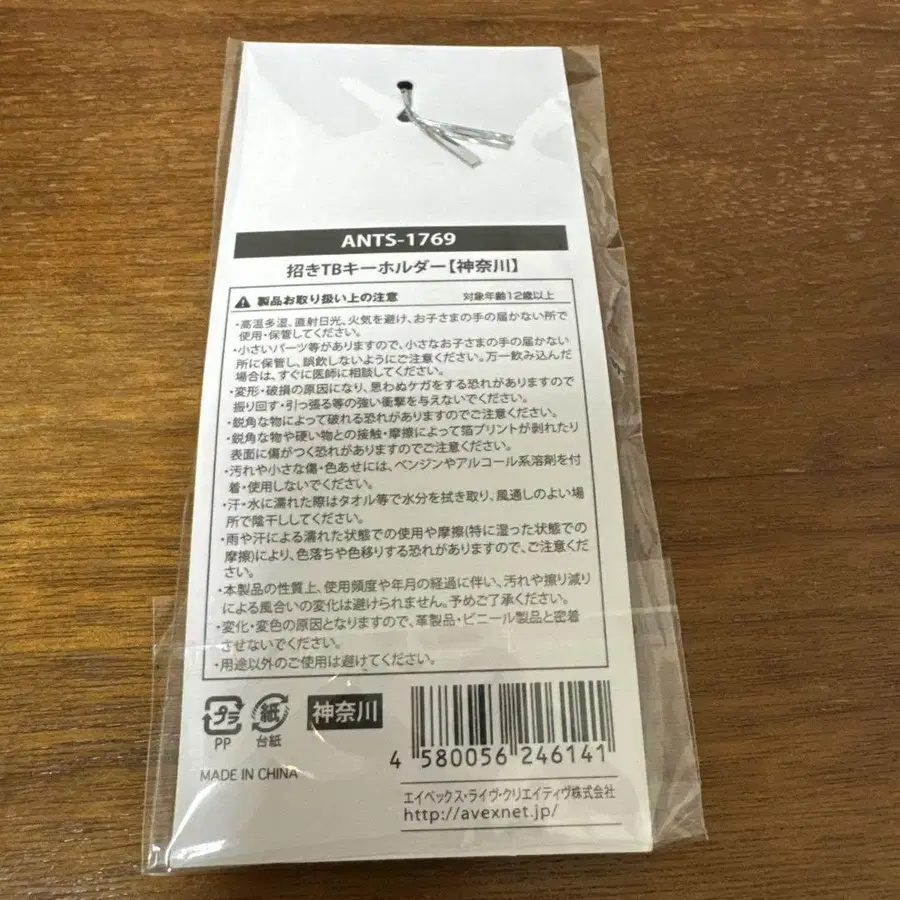 ANTS-1769
招きTBキーホルダー【神奈川】
製品お取り扱い上の注意 対象年齢12歳以上
・高温多湿、直射日光、火気を避け、お子さまの手の届かない所で
使用・保管してください。
・小さいパーツ等がありますので、小さなお子さまの手の届かない
所に保管し、誤飲しないようにご注意ください。万一飲み込んだ
場合は、すぐに医師に相談してください。
・変形・破損の原因になり、思わぬケガをする恐れがありますので
振り回す・引っ張る等の強い衝撃を与えないでください。
・鋭角な物によって破れる恐れがありますのでご注意ください。
・鋭角な物や硬い物との接触・摩擦によって箔プリントが剥れたり
表面に傷がつく恐れがありますのでご注意ください。
・汚れや小さな傷・色あせには、ベンジンやアルコール系溶剤を付
着・使用しないでください。
・汗・水に濡れた際はタオル等で水分を拭き取り、風通しのよい場
所で陰干ししてください。
・雨や汗による濡れた状態での使用や摩擦(特に湿った状態での
摩擦)により、色落ちや色移りする恐れがありますので、ご注意くだ
さい。
・本製品の性質上、使用頻度や年月の経過に伴い、汚れや擦り減り
による風合いの変化は避けられません。予めご了承ください。
・変化・変色の原因となりますので、革製品・ビニール製品と密着
させないでください。
・用途以外のご使用は避けてください。
プラ 紙 神奈川
PP 台紙
4 580056 246141
MADE IN CHINA
エイベックス・ライヴ・クリエイティヴ株式会社
http://avexnet.jp/